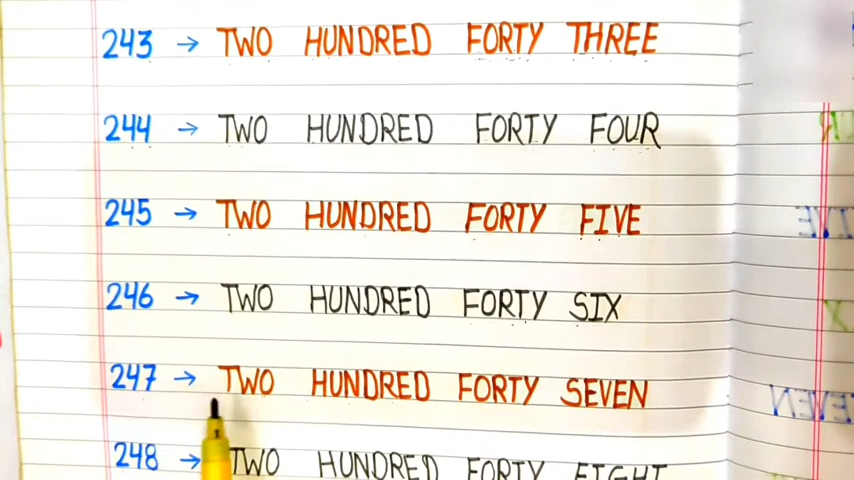 243 → TWO HUNDRED FORTY THREE
244 → TWO HUNDRED FORTY FOUR
245 → TWO HUNDRED FORTY FIVE
246 → TWO HUNDRED FORTY SIX
247 → TWO HUNDRED FORTY SEVEN
248 → TWO HUNDRED FORTY EIGHT